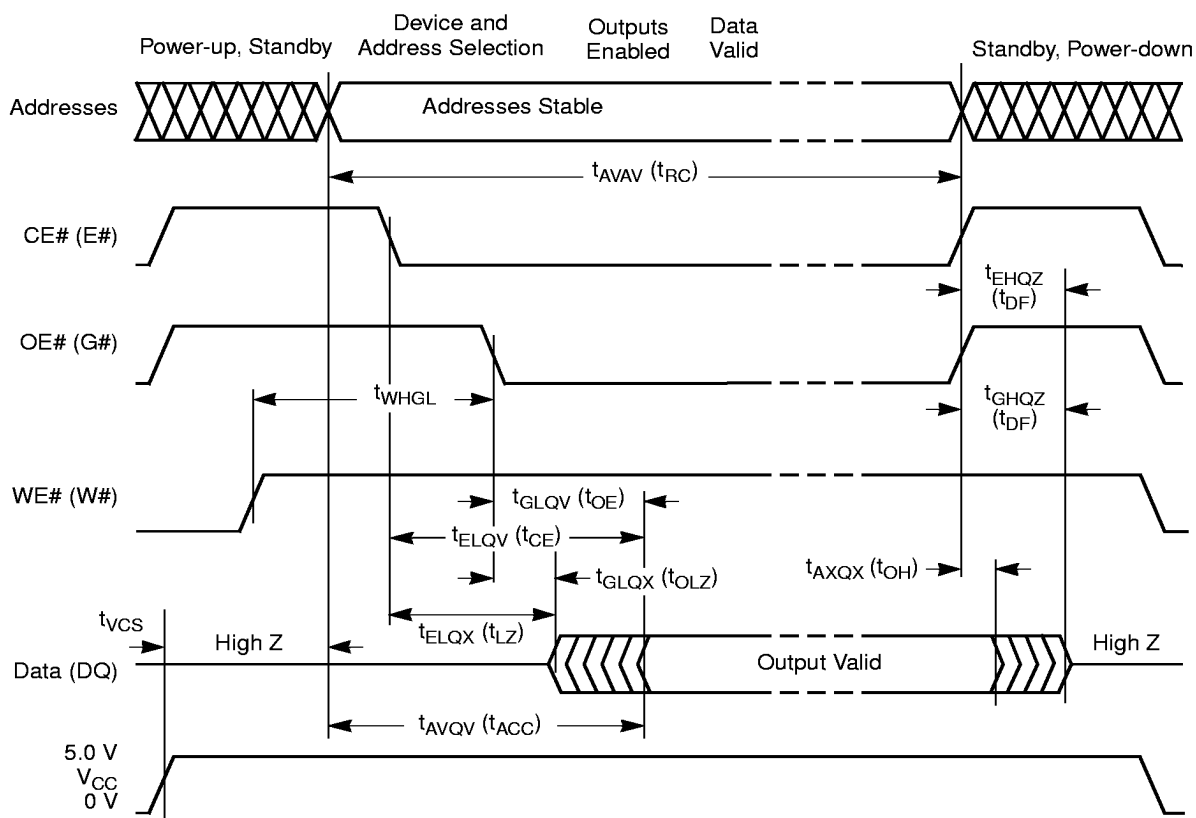 Power-up, Standby
Device and
Address Selection
Outputs
Enabled
Data
Valid
Standby, Power-down
Addresses
Addresses Stable
tAVAV (tRC)
CE# (E#)
tEHQZ
(tDF)
OE# (G#)
tWHGL
tGHQZ
(tDF)
WE# (W#)
tGLQV (tOE)
tELQV (tCE)
tGLQX (tOLZ)
tAXQX (tOH)
tVCS
tELQX (tLZ)
High Z
Output Valid
High Z
Data (DQ)
tAVQV (tACC)
5.0 V
VCC
0 V